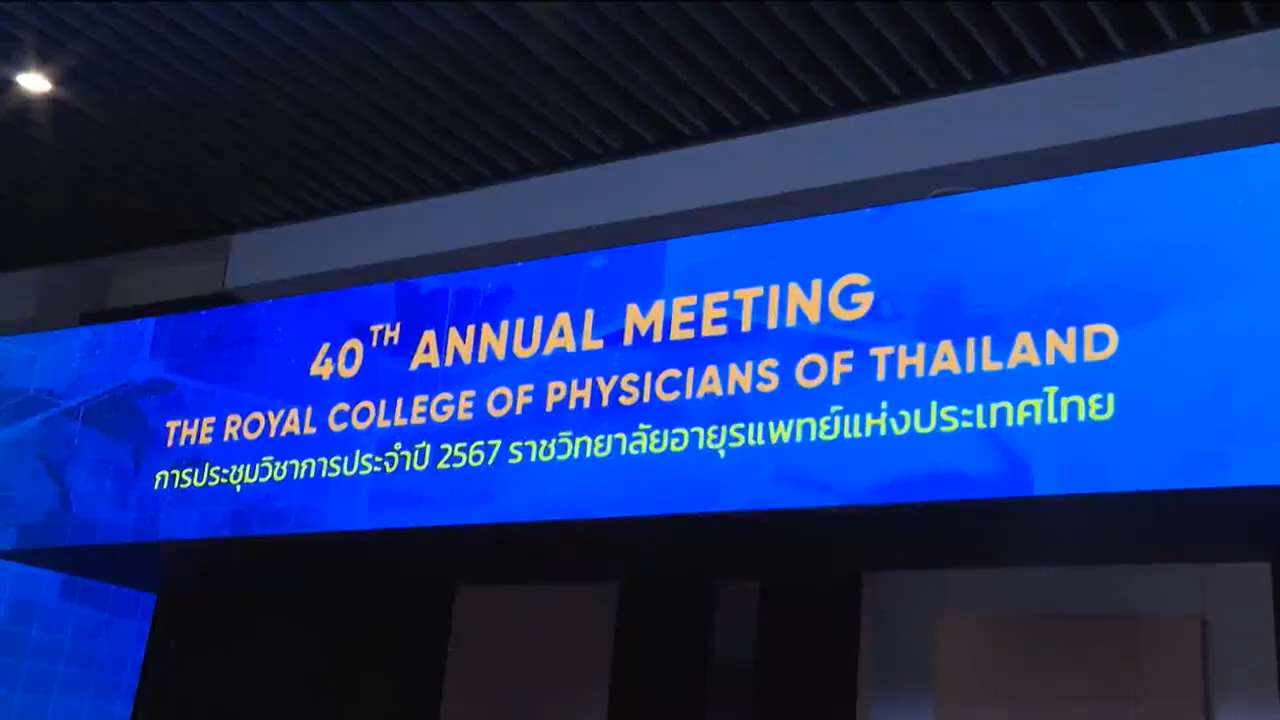 40TH ANNUAL MEETING
THE ROYAL COLLEGE OF PHYSICIANS OF THAILAND
การประชุมวิชาการประจำปี 2567 ราชวิทยาลัยอายุรแพทย์แห่งประเทศไทย